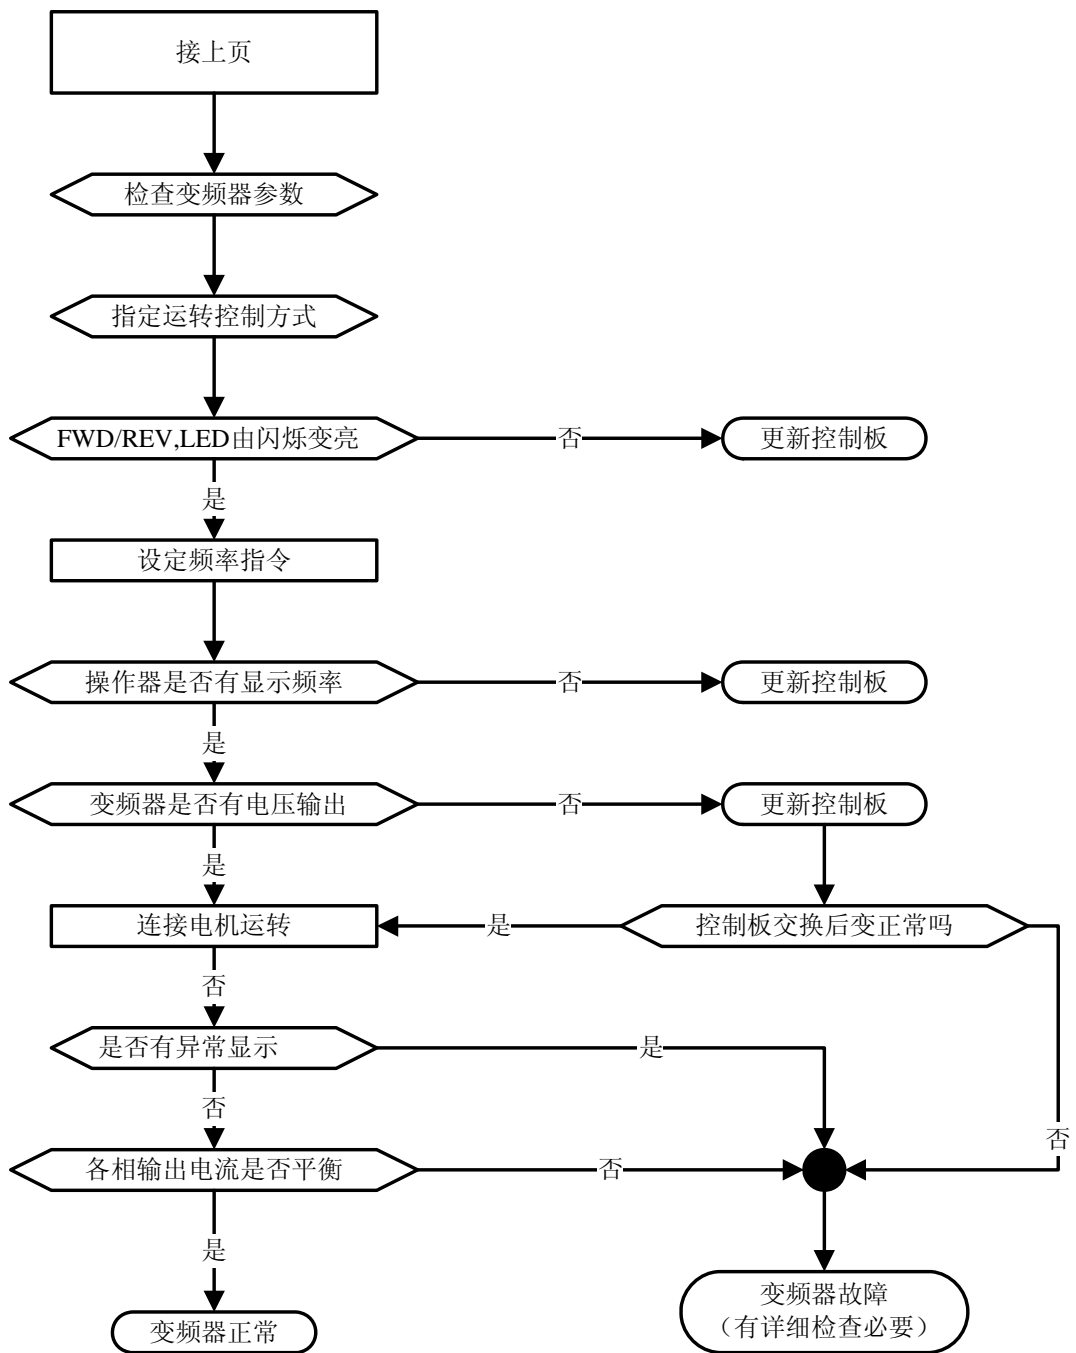 接上页
检查变频器参数
指定运转控制方式
FWD/REV,LED由闪烁变亮
否
更新控制板
是
设定频率指令
操作器是否有显示频率
否
更新控制板
是
变频器是否有电压输出
否
更新控制板
是
连接电机运转
是
控制板交换后变正常吗
否
是否有异常显示
是
否
否
各相输出电流是否平衡
否
是
变频器故障
（有详细检查必要）
变频器正常